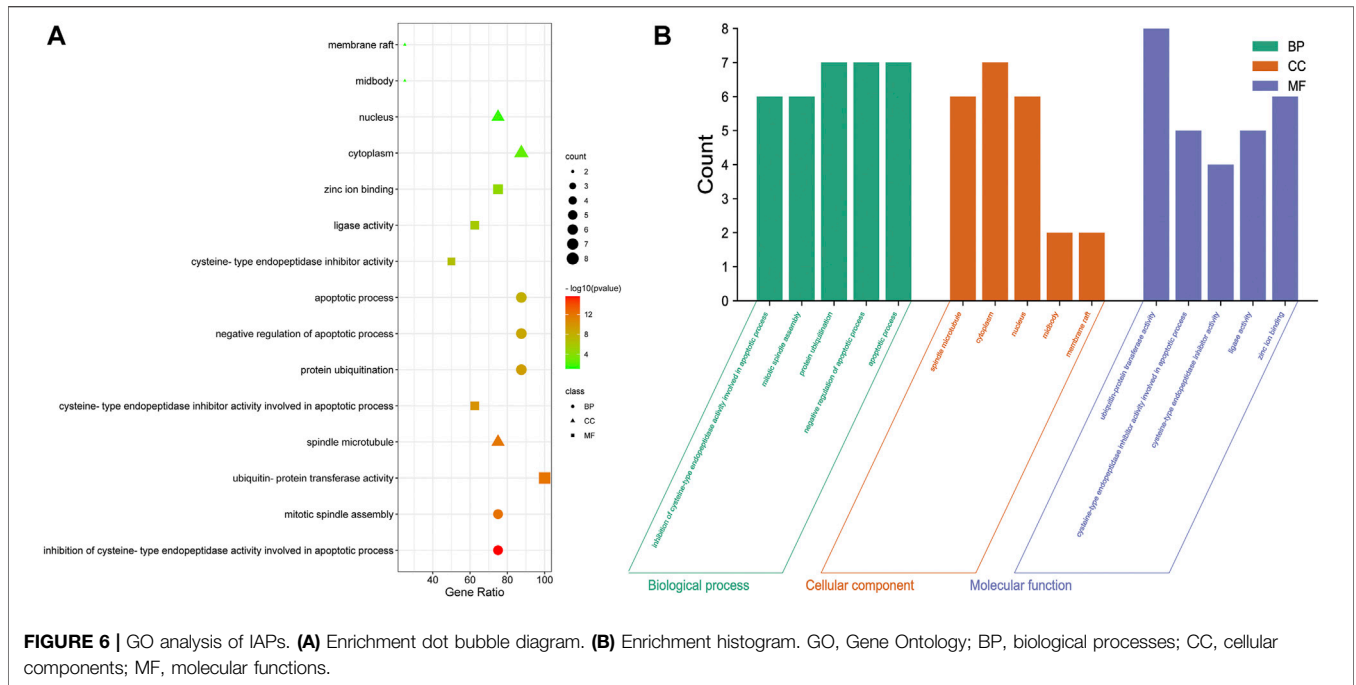 A
membrane raft
midbody
nucleus
cytoplasm
zinc ion binding
ligase activity
cysteine- type endopeptidase inhibitor activity
apoptotic process
negative regulation of apoptotic process
protein ubiquitination
cysteine- type endopeptidase inhibitor activity involved in apoptotic process
spindle microtubule
ubiquitin- protein transferase activity
mitotic spindle assembly
inhibition of cysteine- type endopeptidase activity involved in apoptotic process
40 60 80 100
Gene Ratio
count
2
3
4
5
6
7
8
- log10(pvalue)
12
8
4
class
BP
CC
MF
B
Count
8
7
6
5
4
3
2
1
0
BP
CC
MF
Inhibition of cysteine-type endopeptidase activity involved in apoptotic process
mitotic spindle assembly
protein ubiquitination
negative regulation of apoptotic process
apoptotic process
spindle microtubule
cytoplasm
nucleus
midbody
membrane raft
ubiquitin-protein transferase activity
cysteine-type endopeptidase inhibitor activity involved in apoptotic process
cysteine-type endopeptidase inhibitor activity
ligase activity
zinc ion binding
Biological process
Cellular component
Molecular function
FIGURE 6 | GO analysis of IAPs. (A) Enrichment dot bubble diagram. (B) Enrichment histogram. GO, Gene Ontology; BP, biological processes; CC, cellular
components; MF, molecular functions.